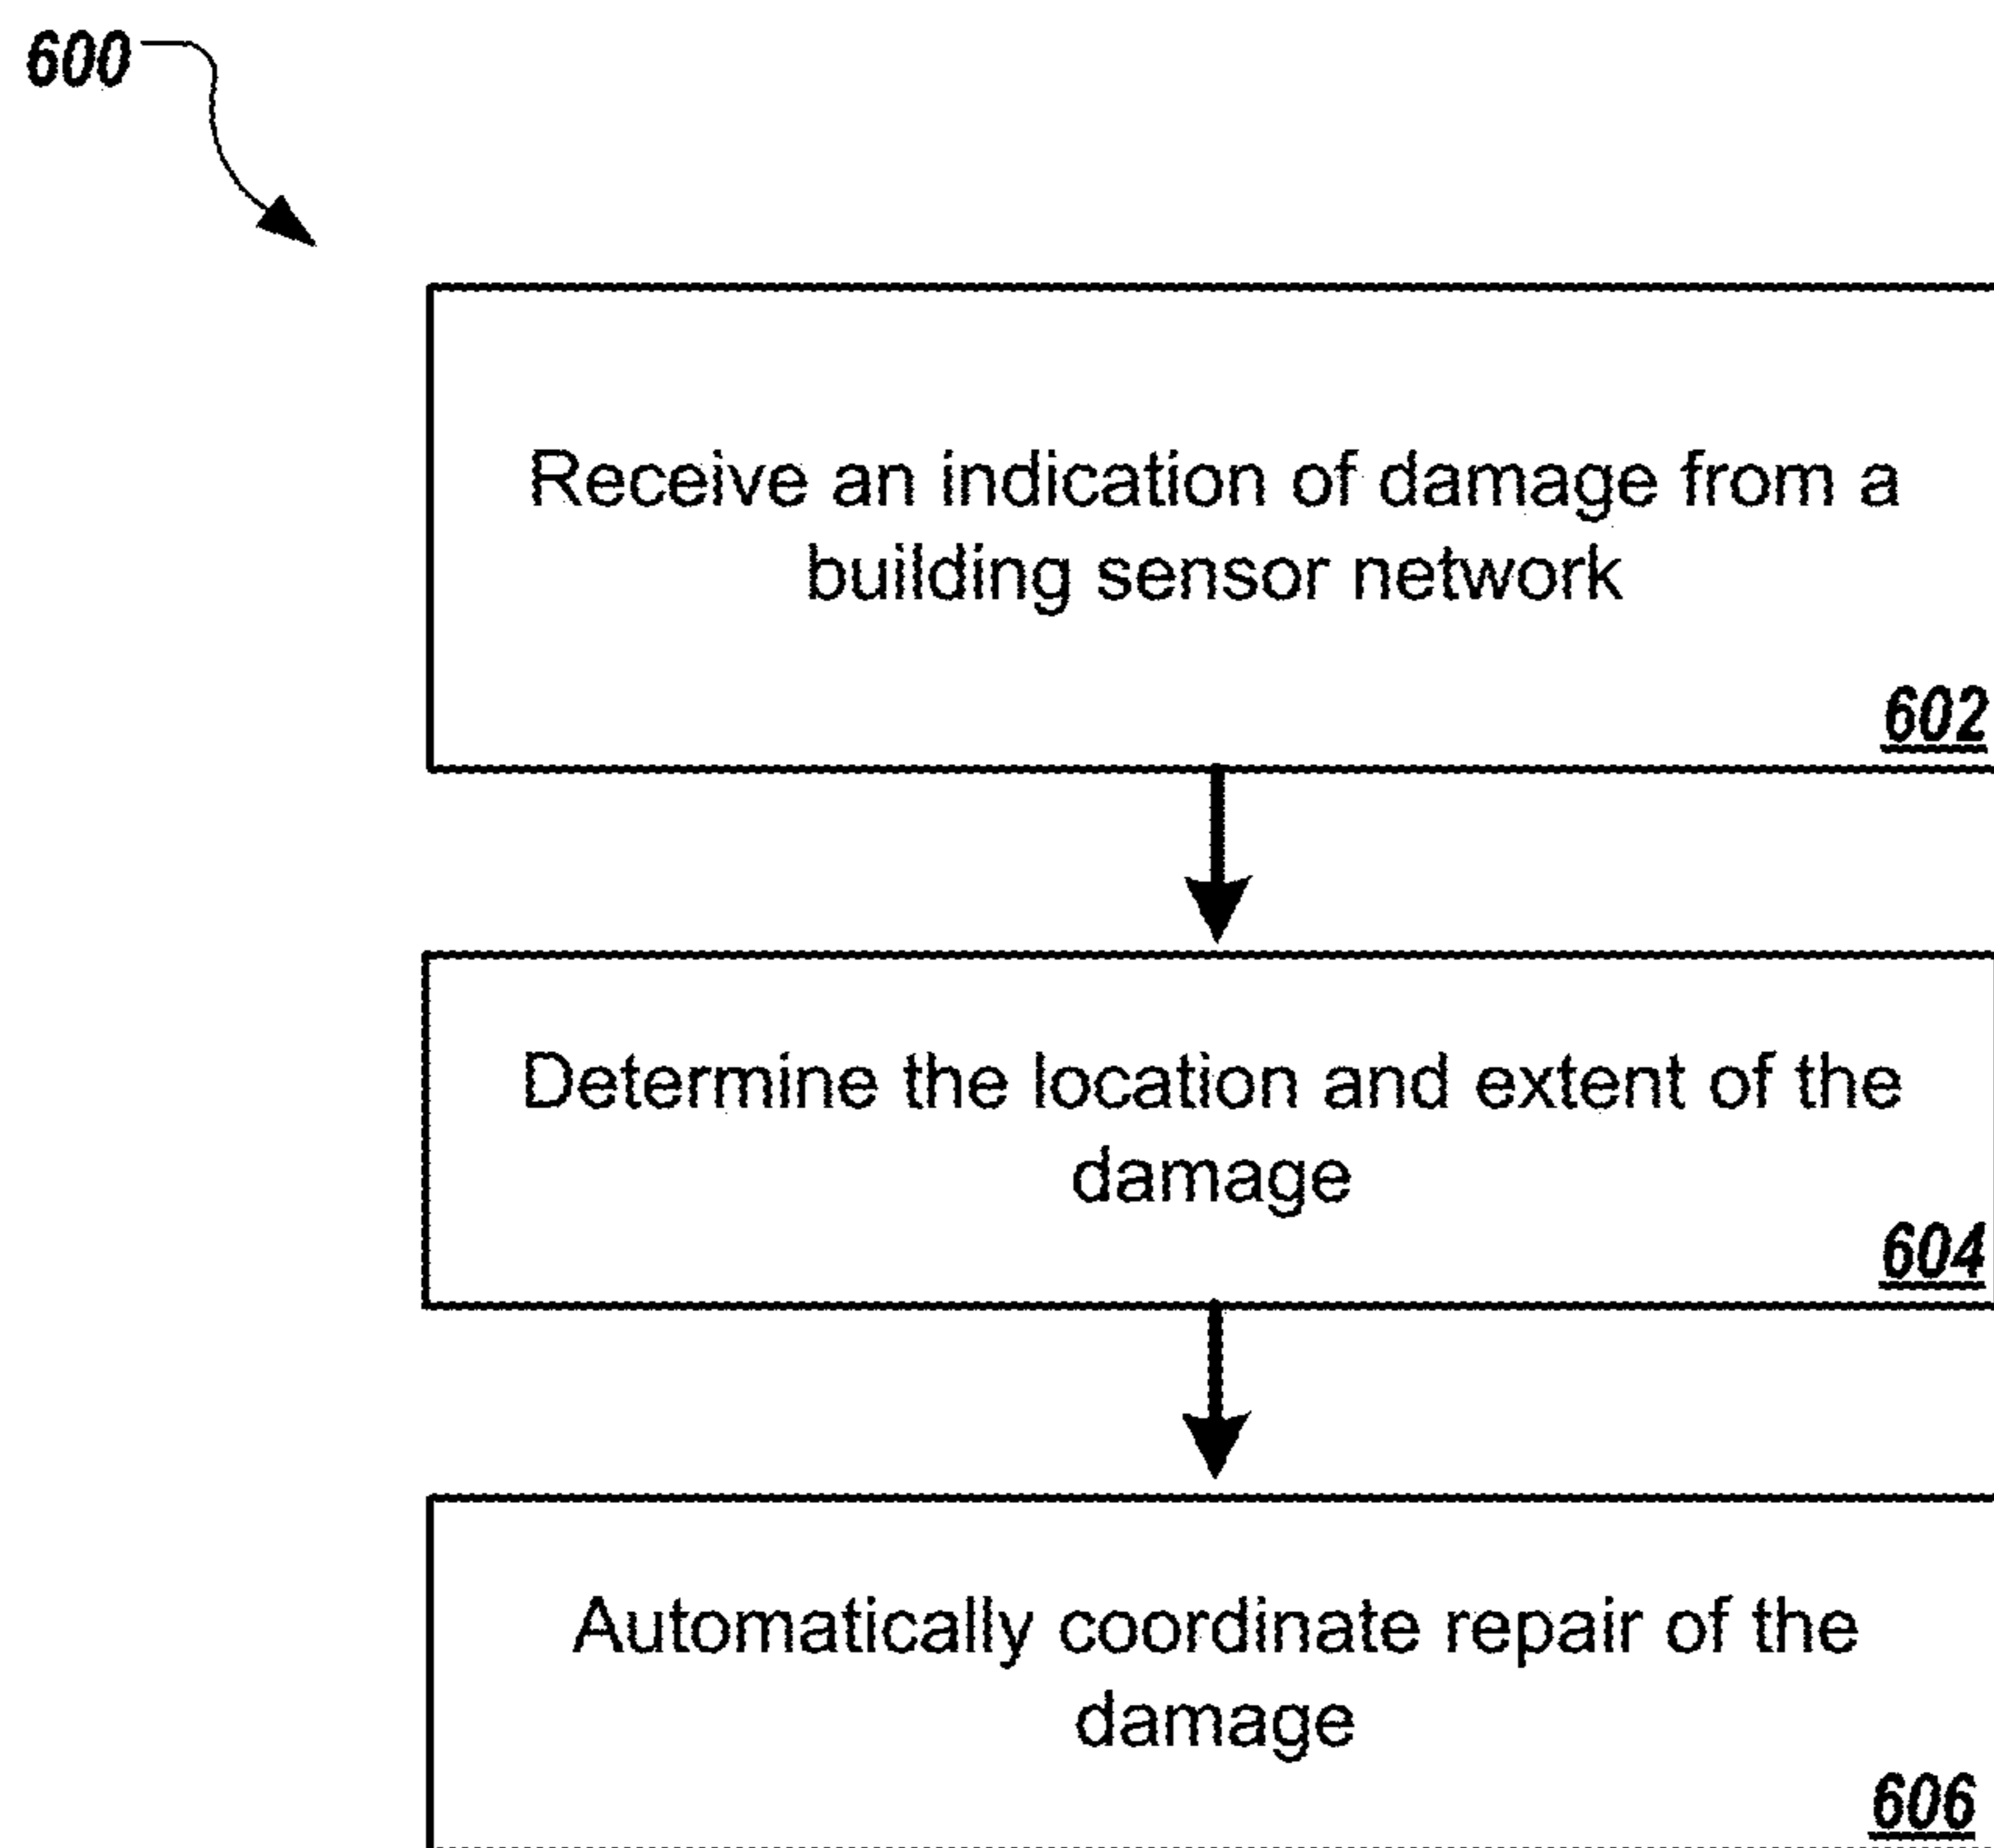 600
Receive an indication of damage from a
building sensor network
602
Determine the location and extent of the
damage
604
Automatically coordinate repair of the
damage
606